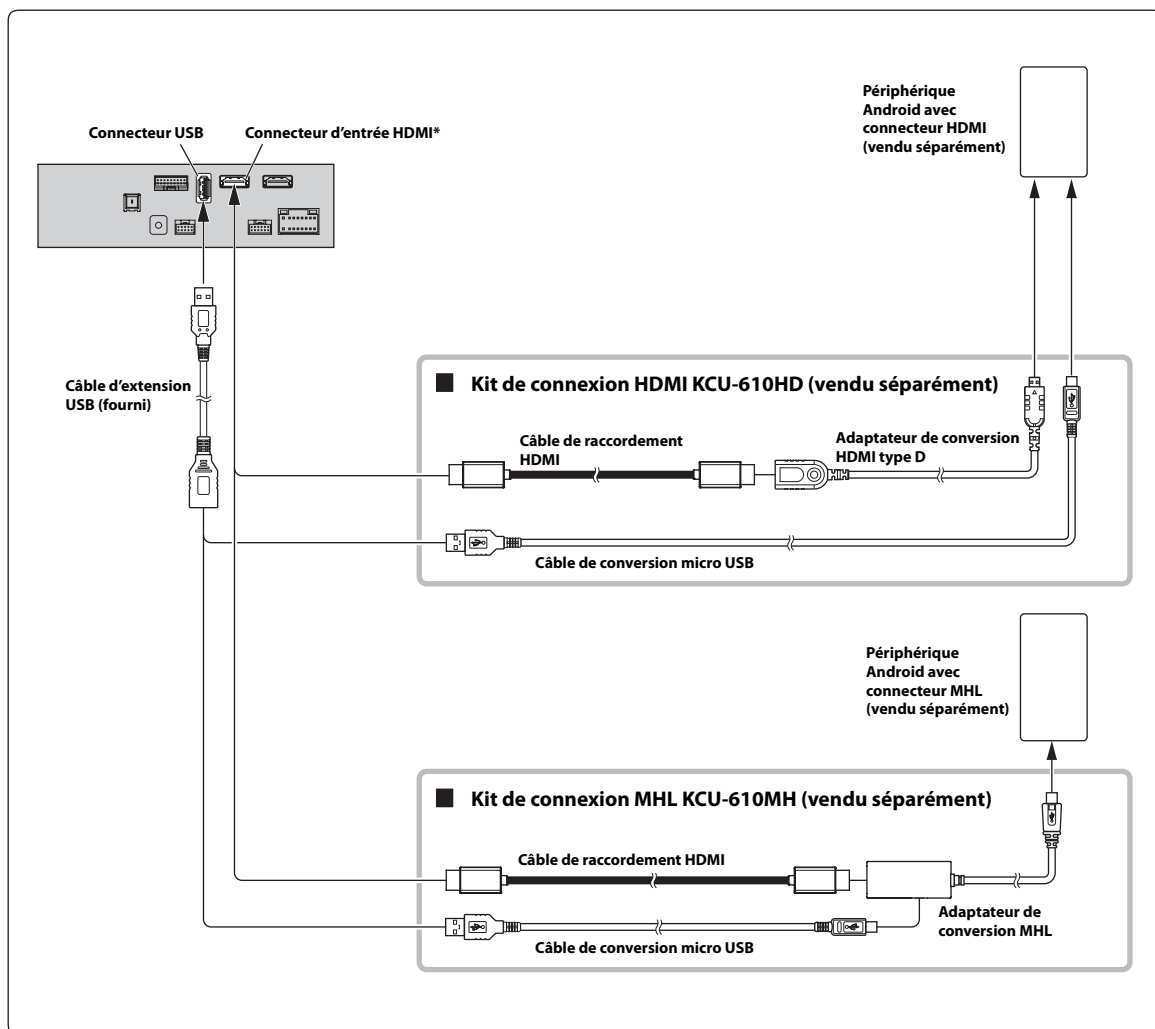 Périphérique
Android avec
connecteur HDMI
(vendu séparément)
Connecteur USB
Connecteur d'entrée HDMI*
Câble d'extension
USB (fourni)
Kit de connexion HDMI KCU-610HD (vendu séparément)
Câble de raccordement
HDMI
Adaptateur de conversion
HDMI type D
Câble de conversion micro USB
Périphérique
Android avec
connecteur MHL
(vendu séparément)
Kit de connexion MHL KCU-610MH (vendu séparément)
Câble de raccordement HDMI
Adaptateur de
conversion MHL
Câble de conversion micro USB